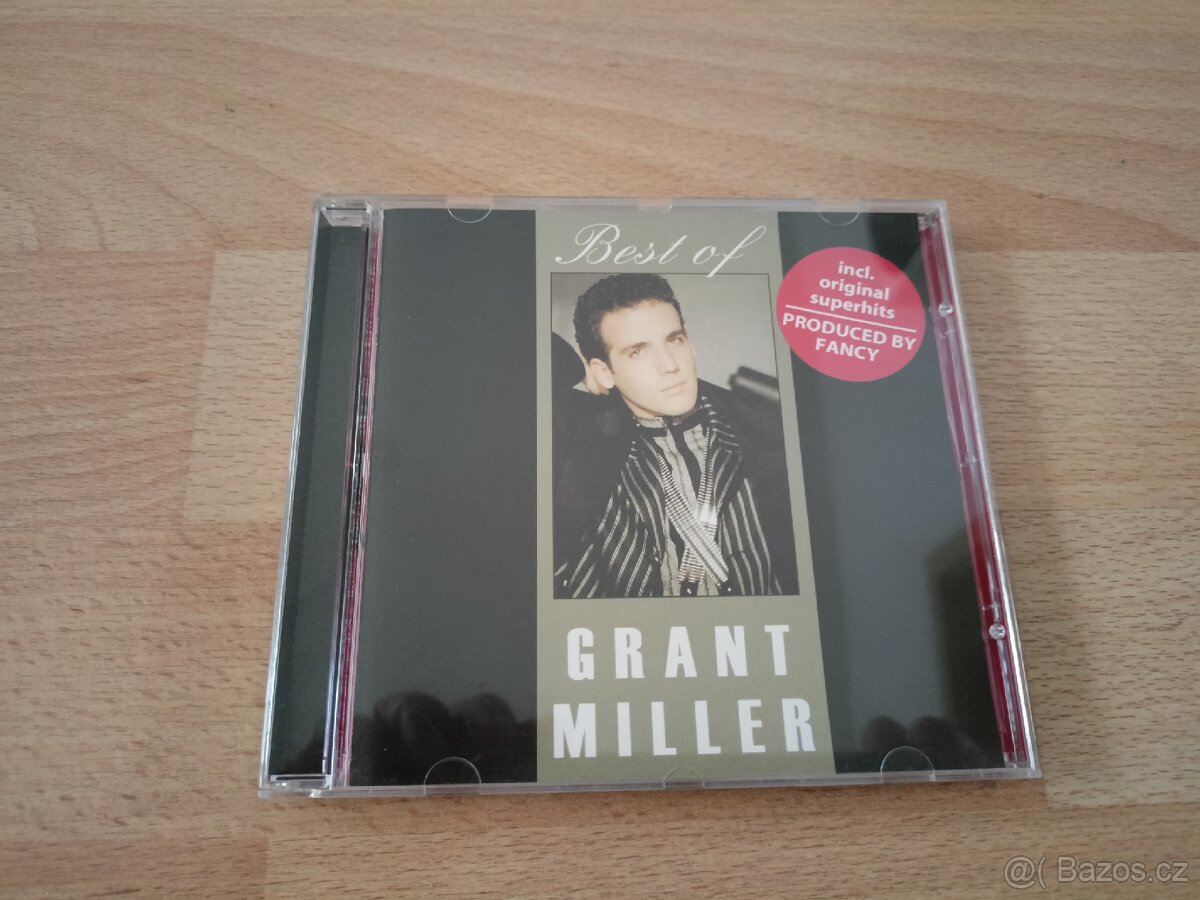 Best of
incl.
original
superhits
PRODUCED BY
FANCY
GRANT
MILLER
@( Bazos.cz